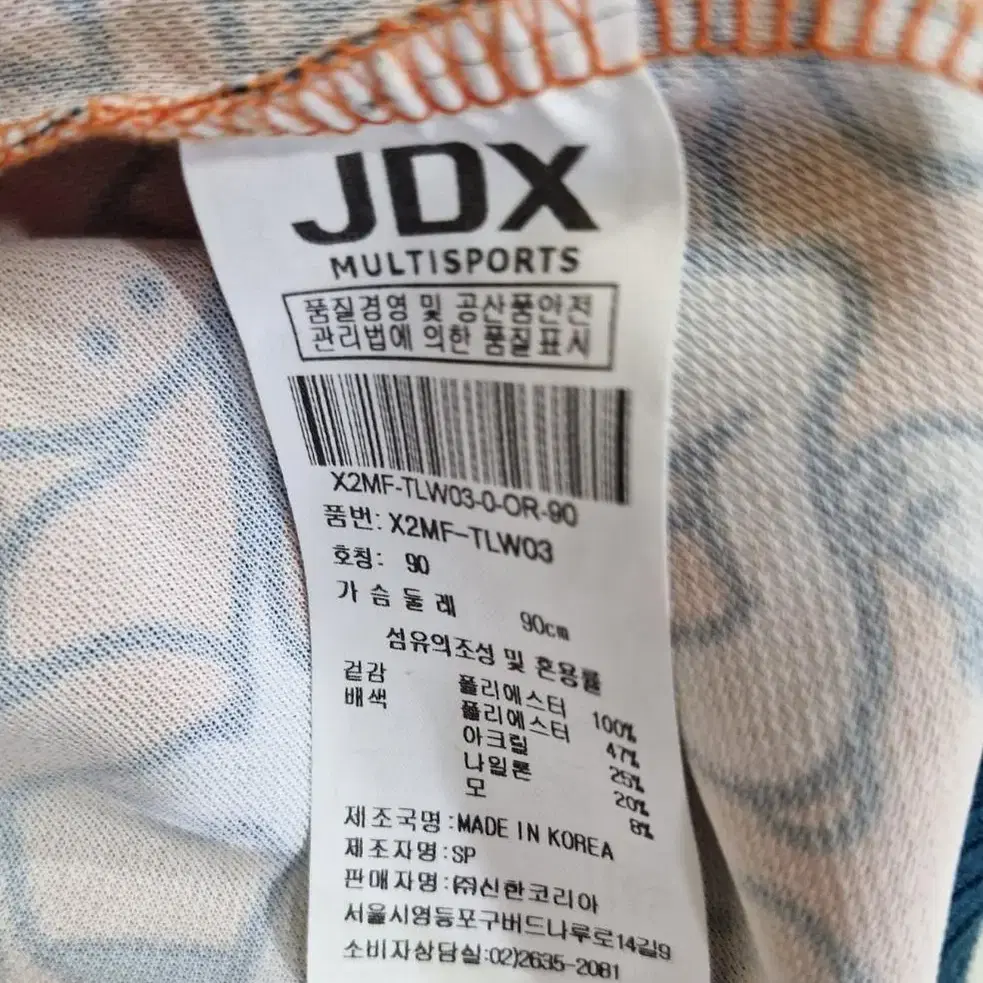 JDX
MULTISPORTS
품질경영 및 공산품안전
관리법에 의한 품질표시
X2MF-TLW03-0-OR-90
품번: X2MF-TLW03
호칭: 90
가슴둘레 90cm
섬유의조성 및 혼용률
겉감 폴리에스터 100%
배색 폴리에스터 47%
아크릴 25%
나일론 20%
모 8%
제조국명:MADE IN KOREA
제조자명:SP
판매자명:㈜신한코리아
서울시영등포구버드나루로14길9
소비자상담실:02)2635-2081